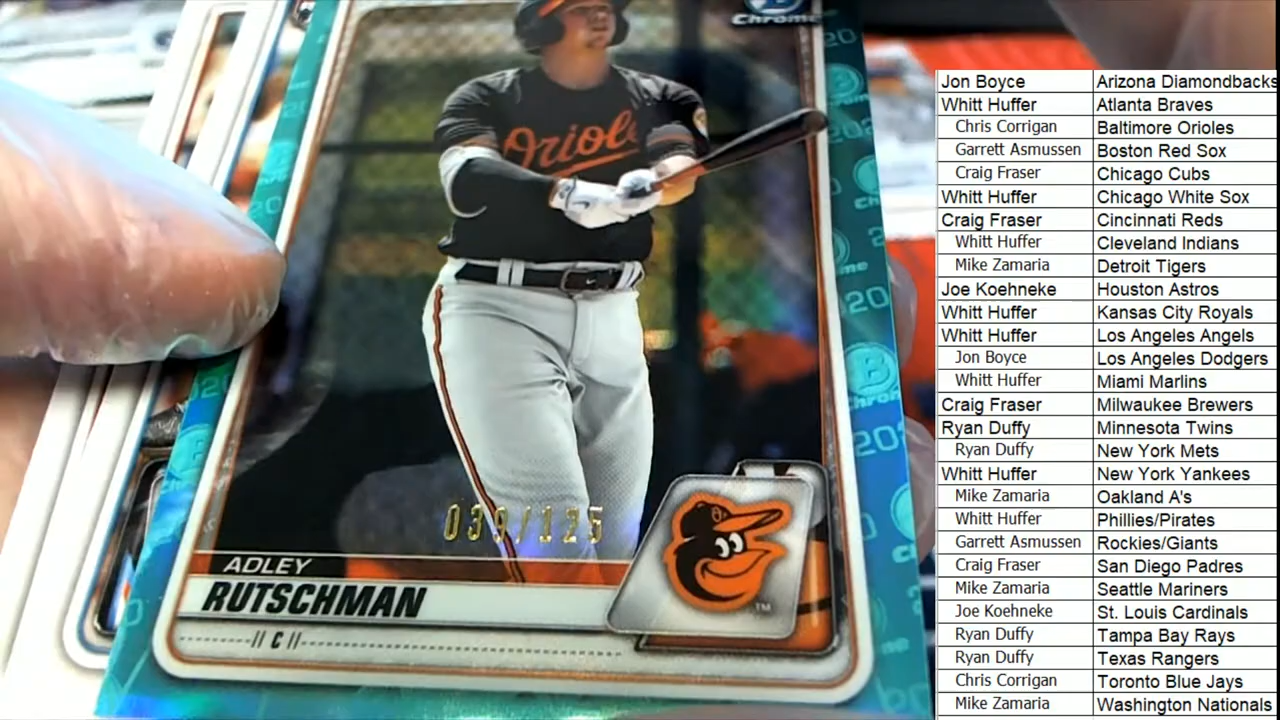 Chrome
Orioles
039/125
ADLEY
RUTSCHMAN
C
TM
Jon Boyce Arizona Diamondbacks
Whitt Huffer Atlanta Braves
Chris Corrigan Baltimore Orioles
Garrett Asmussen Boston Red Sox
Craig Fraser Chicago Cubs
Whitt Huffer Chicago White Sox
Craig Fraser Cincinnati Reds
Whitt Huffer Cleveland Indians
Mike Zamaria Detroit Tigers
Joe Koehneke Houston Astros
Whitt Huffer Kansas City Royals
Whitt Huffer Los Angeles Angels
Jon Boyce Los Angeles Dodgers
Whitt Huffer Miami Marlins
Craig Fraser Milwaukee Brewers
Ryan Duffy Minnesota Twins
Ryan Duffy New York Mets
Whitt Huffer New York Yankees
Mike Zamaria Oakland A's
Whitt Huffer Phillies/Pirates
Garrett Asmussen Rockies/Giants
Craig Fraser San Diego Padres
Mike Zamaria Seattle Mariners
Joe Koehneke St. Louis Cardinals
Ryan Duffy Tampa Bay Rays
Ryan Duffy Texas Rangers
Chris Corrigan Toronto Blue Jays
Mike Zamaria Washington Nationals